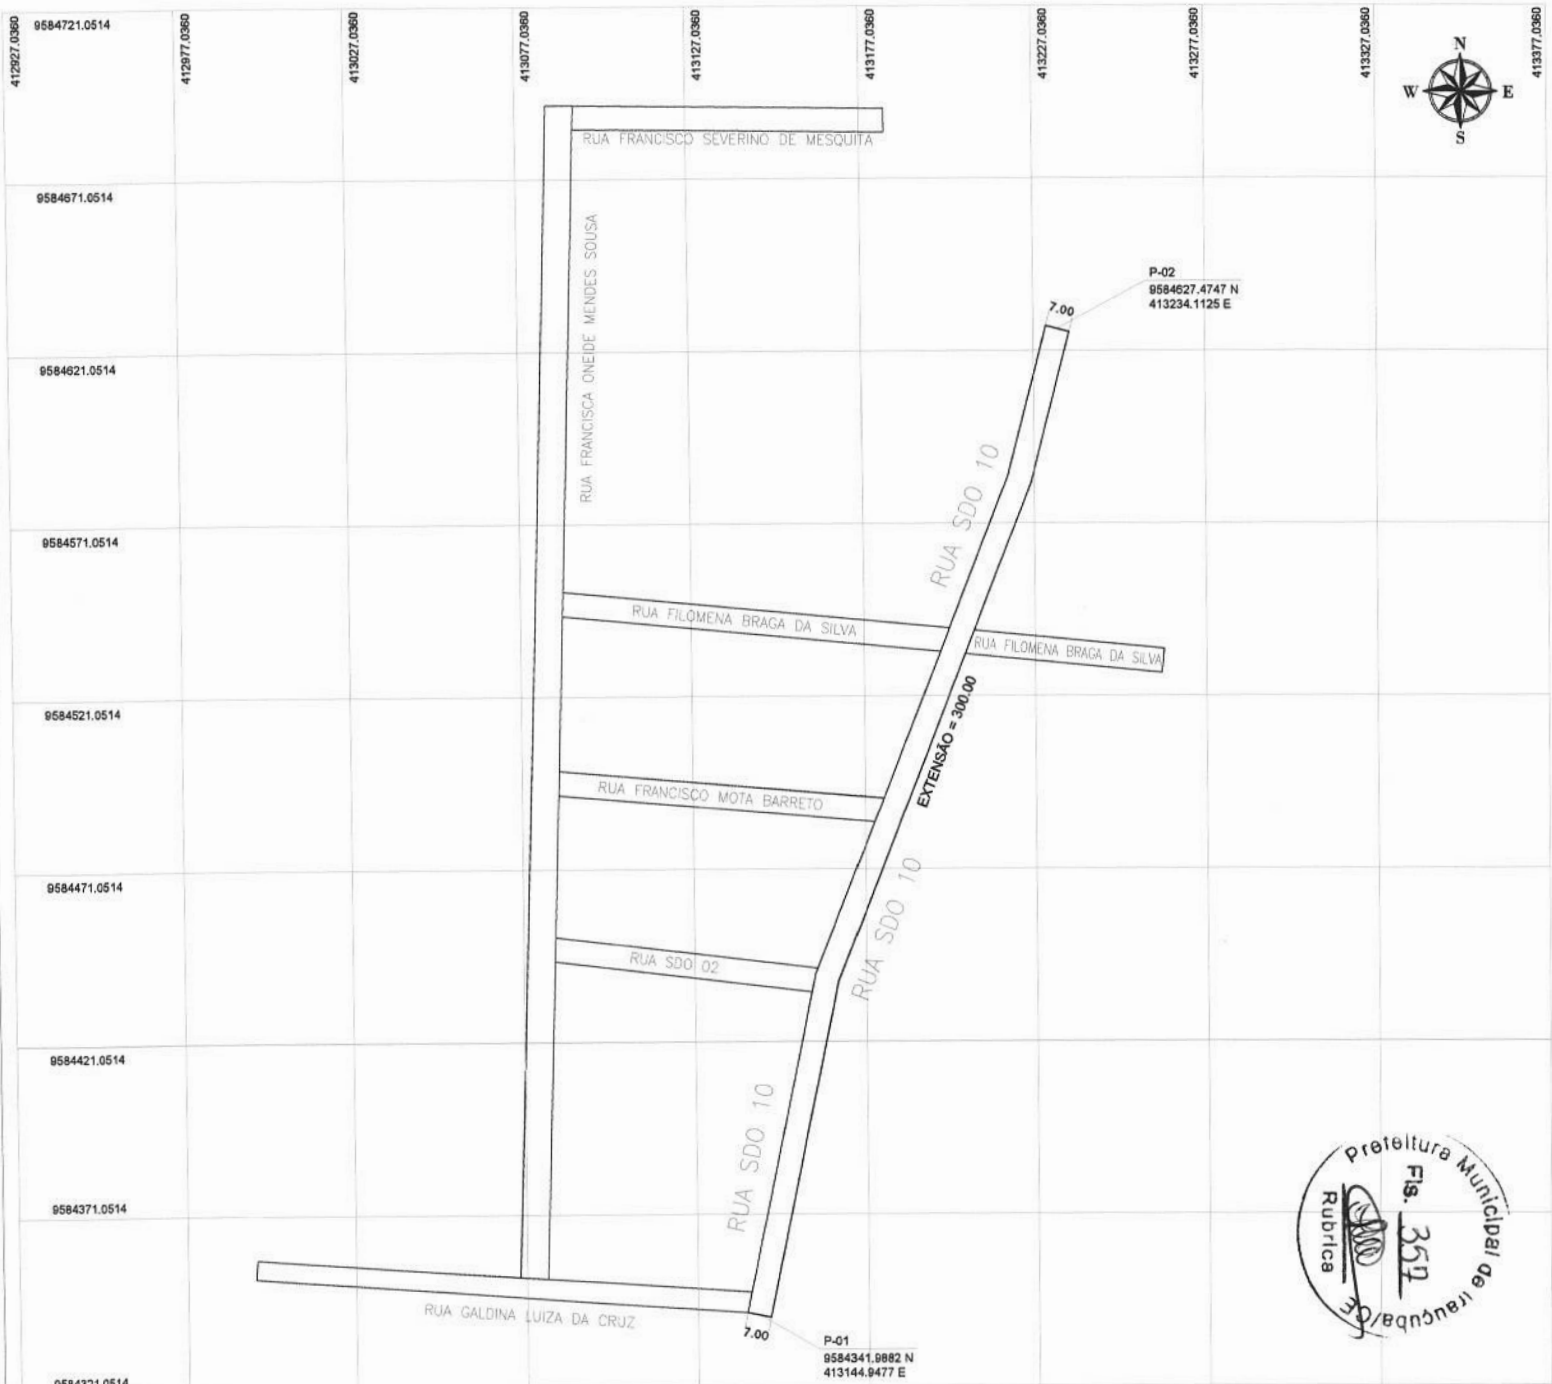 412927.0360
9584721.0514
412977.0360
413027.0360
413077.0360
413127.0360
413177.0360
413227.0360
413277.0360
413327.0360
413377.0360
N
W E
S
RUA FRANCISCO SEVERINO DE MESQUITA
9584671.0514
RUA FRANCISCA ONEIDE MENDES SOUSA
P-02
9584627.4747 N
413234.1125 E
7.00
9584621.0514
RUA SDO 10
9584571.0514
RUA FILOMENA BRAGA DA SILVA
RUA FILOMENA BRAGA DA SILVA
EXTENSÃO = 300.00
9584521.0514
RUA FRANCISCO MOTA BARRETO
9584471.0514
RUA SDO 10
RUA SDO 02
9584421.0514
RUA SDO 10
9584371.0514
Prefeitura Municipal de Irauçuba/CE
Fls. 357
Rubrica
RUA GALDINA LUIZA DA CRUZ
7.00
P-01
9584341.9882 N
413144.9477 E
9584321.0514